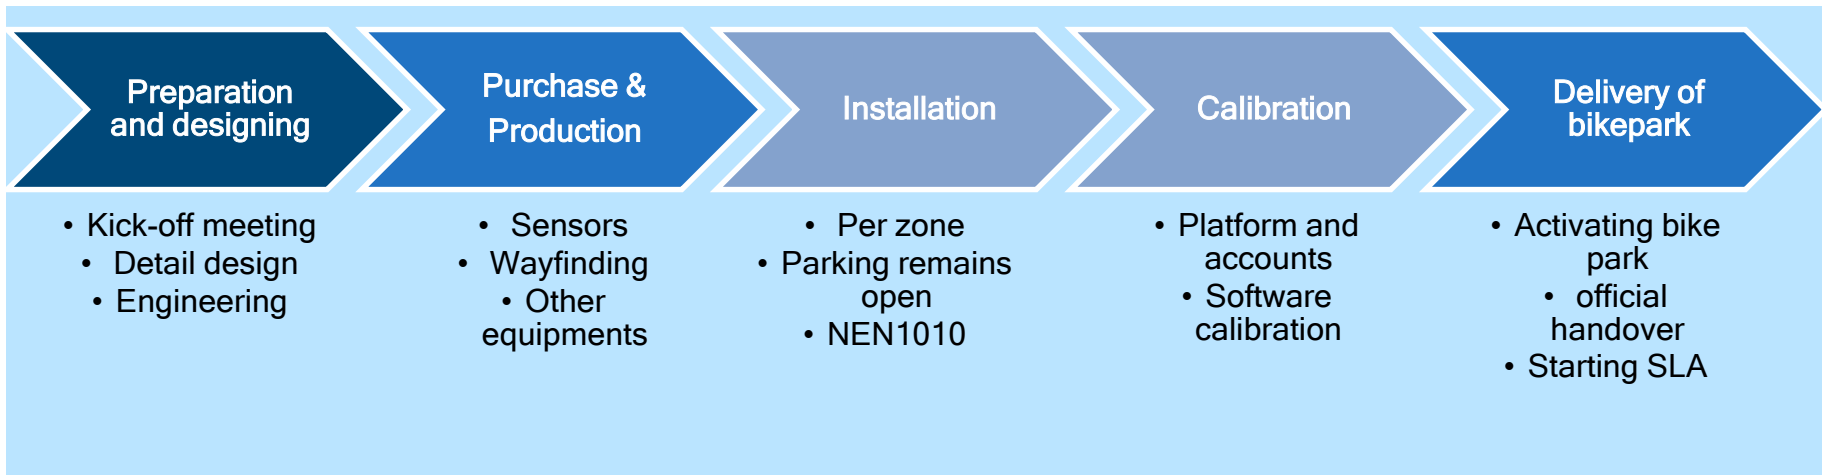 Preparation
and designing
• Kick-off meeting
• Detail design
• Engineering
Purchase &
Production
• Sensors
• Wayfinding
• Other
equipments
Installation
• Per zone
• Parking remains
open
• NEN1010
Calibration
• Platform and
accounts
• Software
calibration
Delivery of
bikepark
• Activating bike
park
• official
handover
• Starting SLA